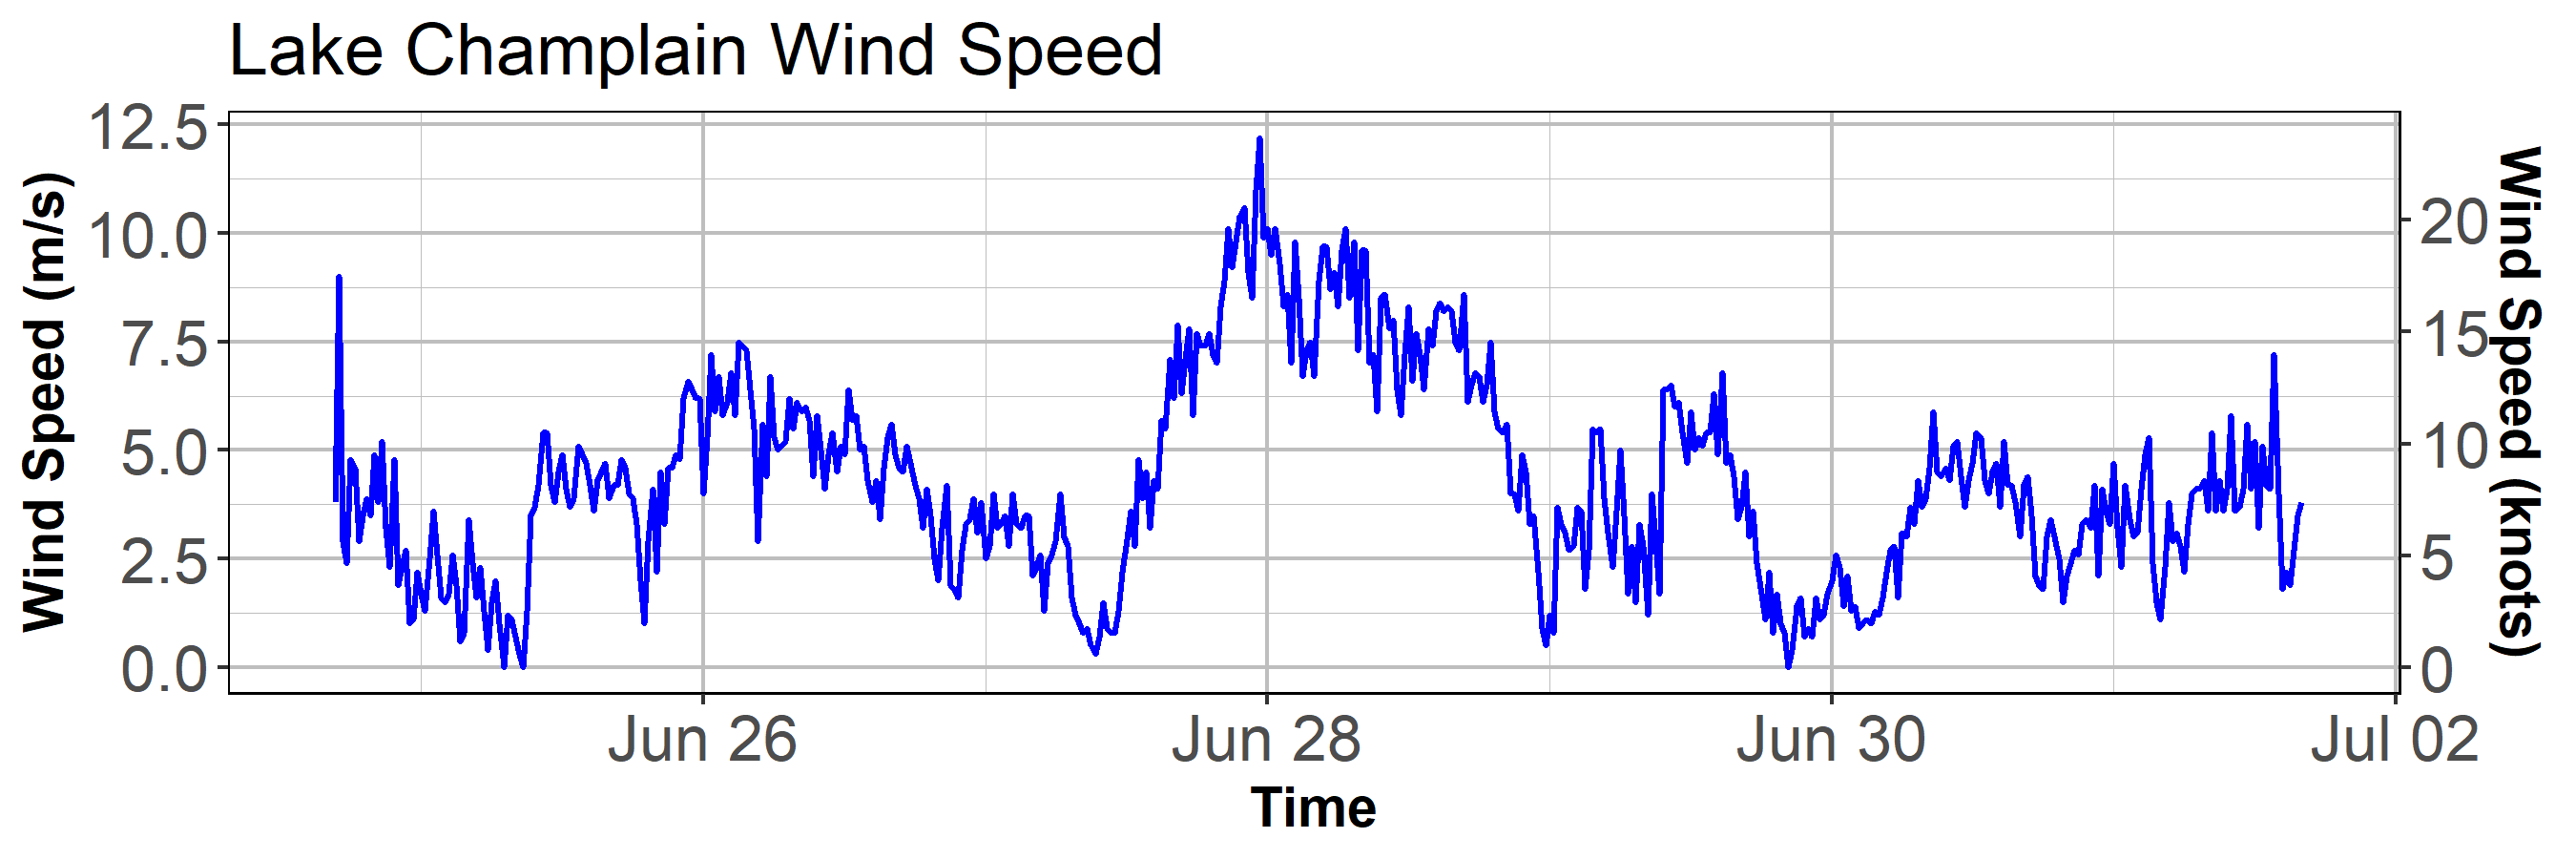 Lake Champlain Wind Speed
Wind Speed (m/s)
12.5
10.0
7.5
5.0
2.5
0.0
20
15
10
5
0
Wind Speed (knots)
Jun 26
Jun 28
Jun 30
Jul 02
Time